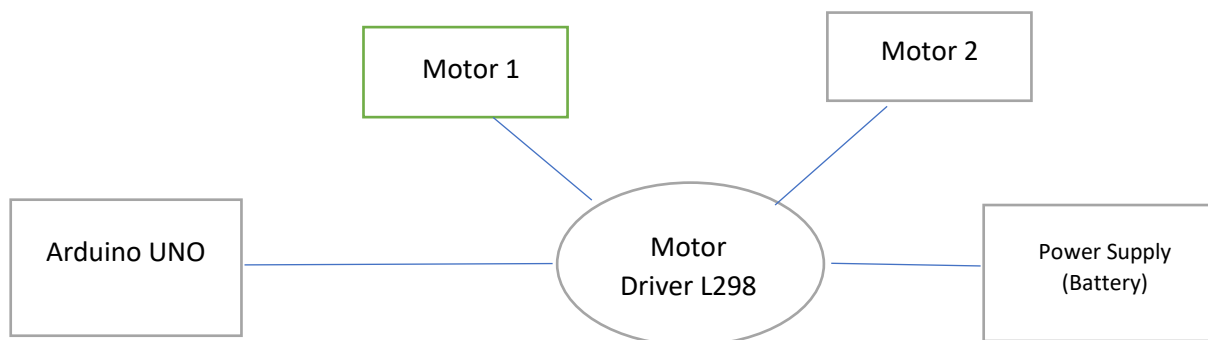 Motor 1
Motor 2
Arduino UNO
Motor
Driver L298
Power Supply
(Battery)